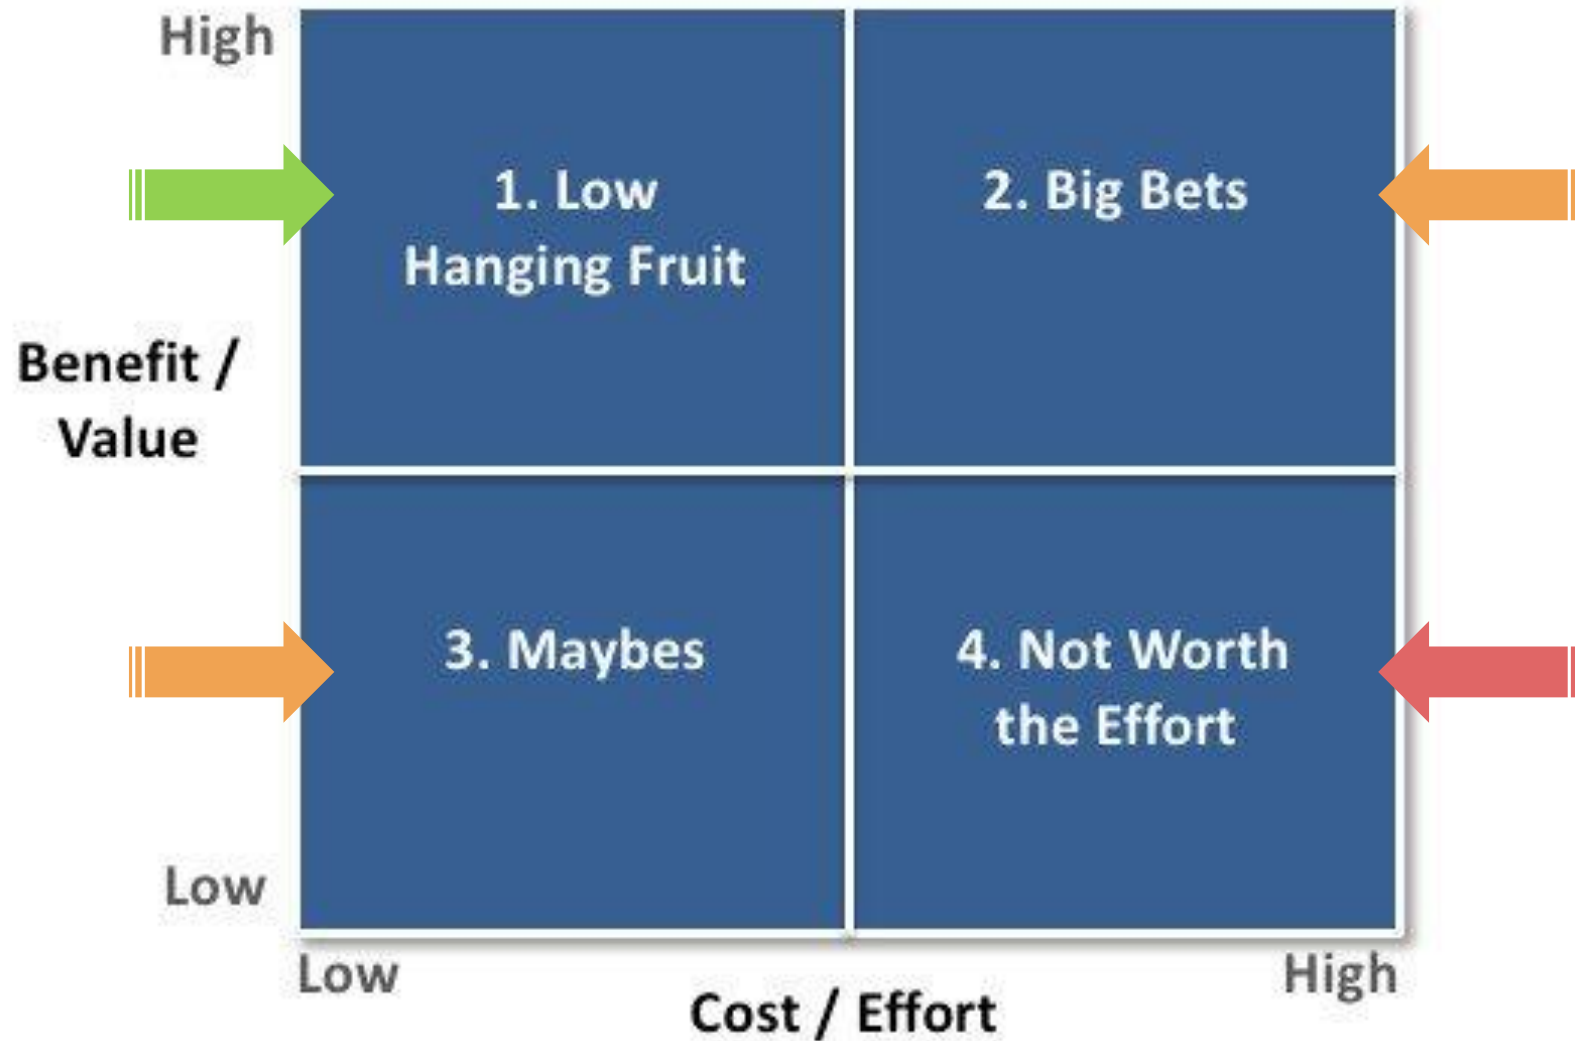 High
1. Low
Hanging Fruit
2. Big Bets
Benefit /
Value
3. Maybes
4. Not Worth
the Effort
Low
Low
High
Cost / Effort